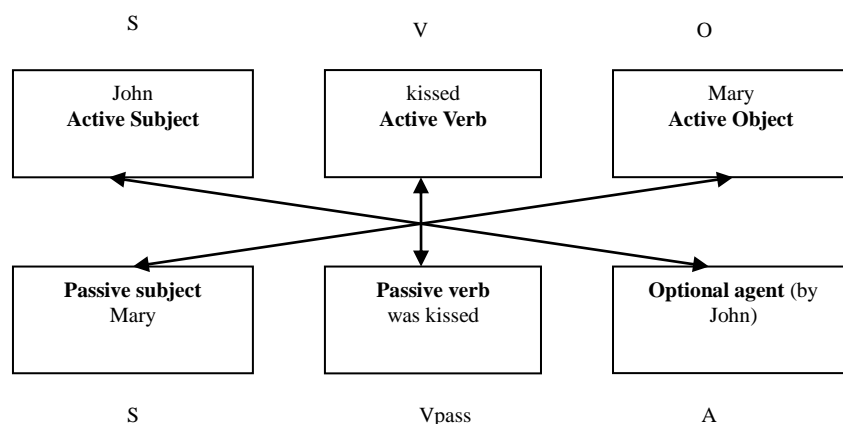 S V O
John
Active Subject
kissed
Active Verb
Mary
Active Object
Passive subject
Mary
Passive verb
was kissed
Optional agent (by
John)
S Vpass A